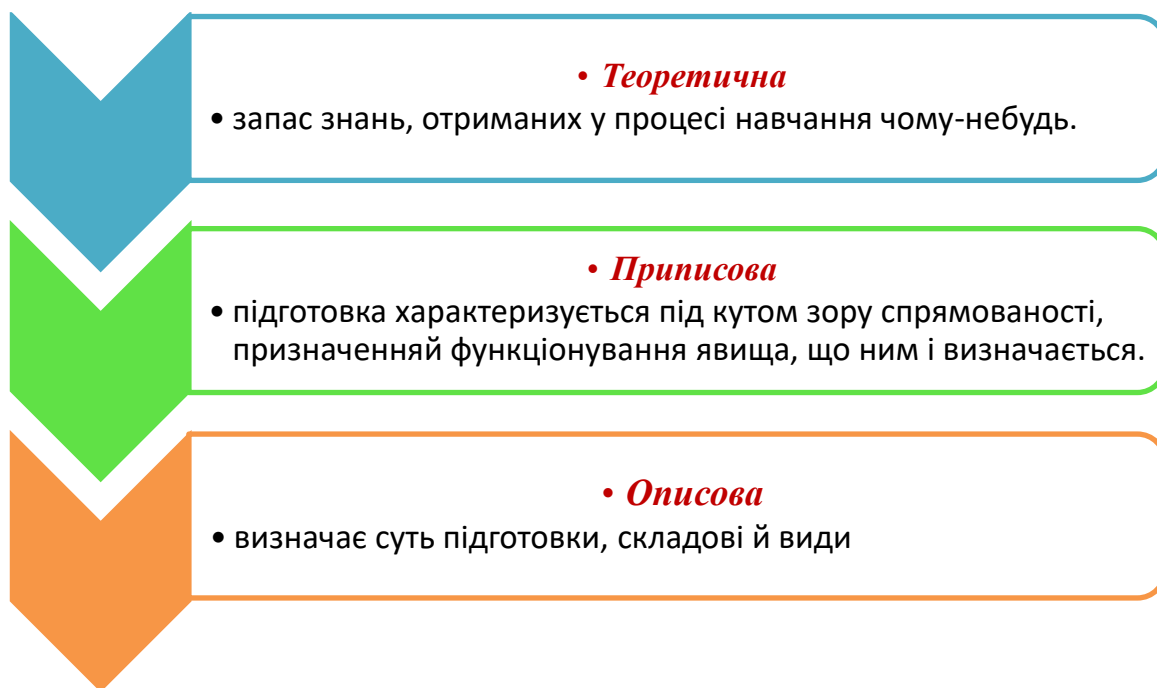 • Теоретична
• запас знань, отриманих у процесі навчання чому-небудь.
• Приписова
• підготовка характеризується під кутом зору спрямованості,
призначенняй функціонування явища, що ним і визначається.
• Описова
• визначає суть підготовки, складові й види